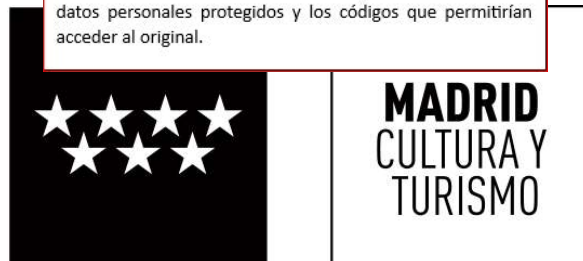 datos personales protegidos y los códigos que permitirían
acceder al original.
MADRID
CULTURA Y
TURISMO